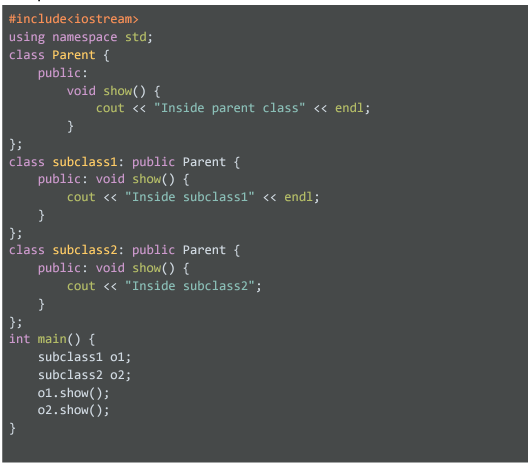 #include<iostream>
using namespace std;
class Parent {
    public:
        void show() {
            cout << "Inside parent class" << endl;
        }
};
class subclass1: public Parent {
    public: void show() {
        cout << "Inside subclass1" << endl;
    }
};
class subclass2: public Parent {
    public: void show() {
        cout << "Inside subclass2";
    }
};
int main() {
    subclass1 o1;
    subclass2 o2;
    o1.show();
    o2.show();
}